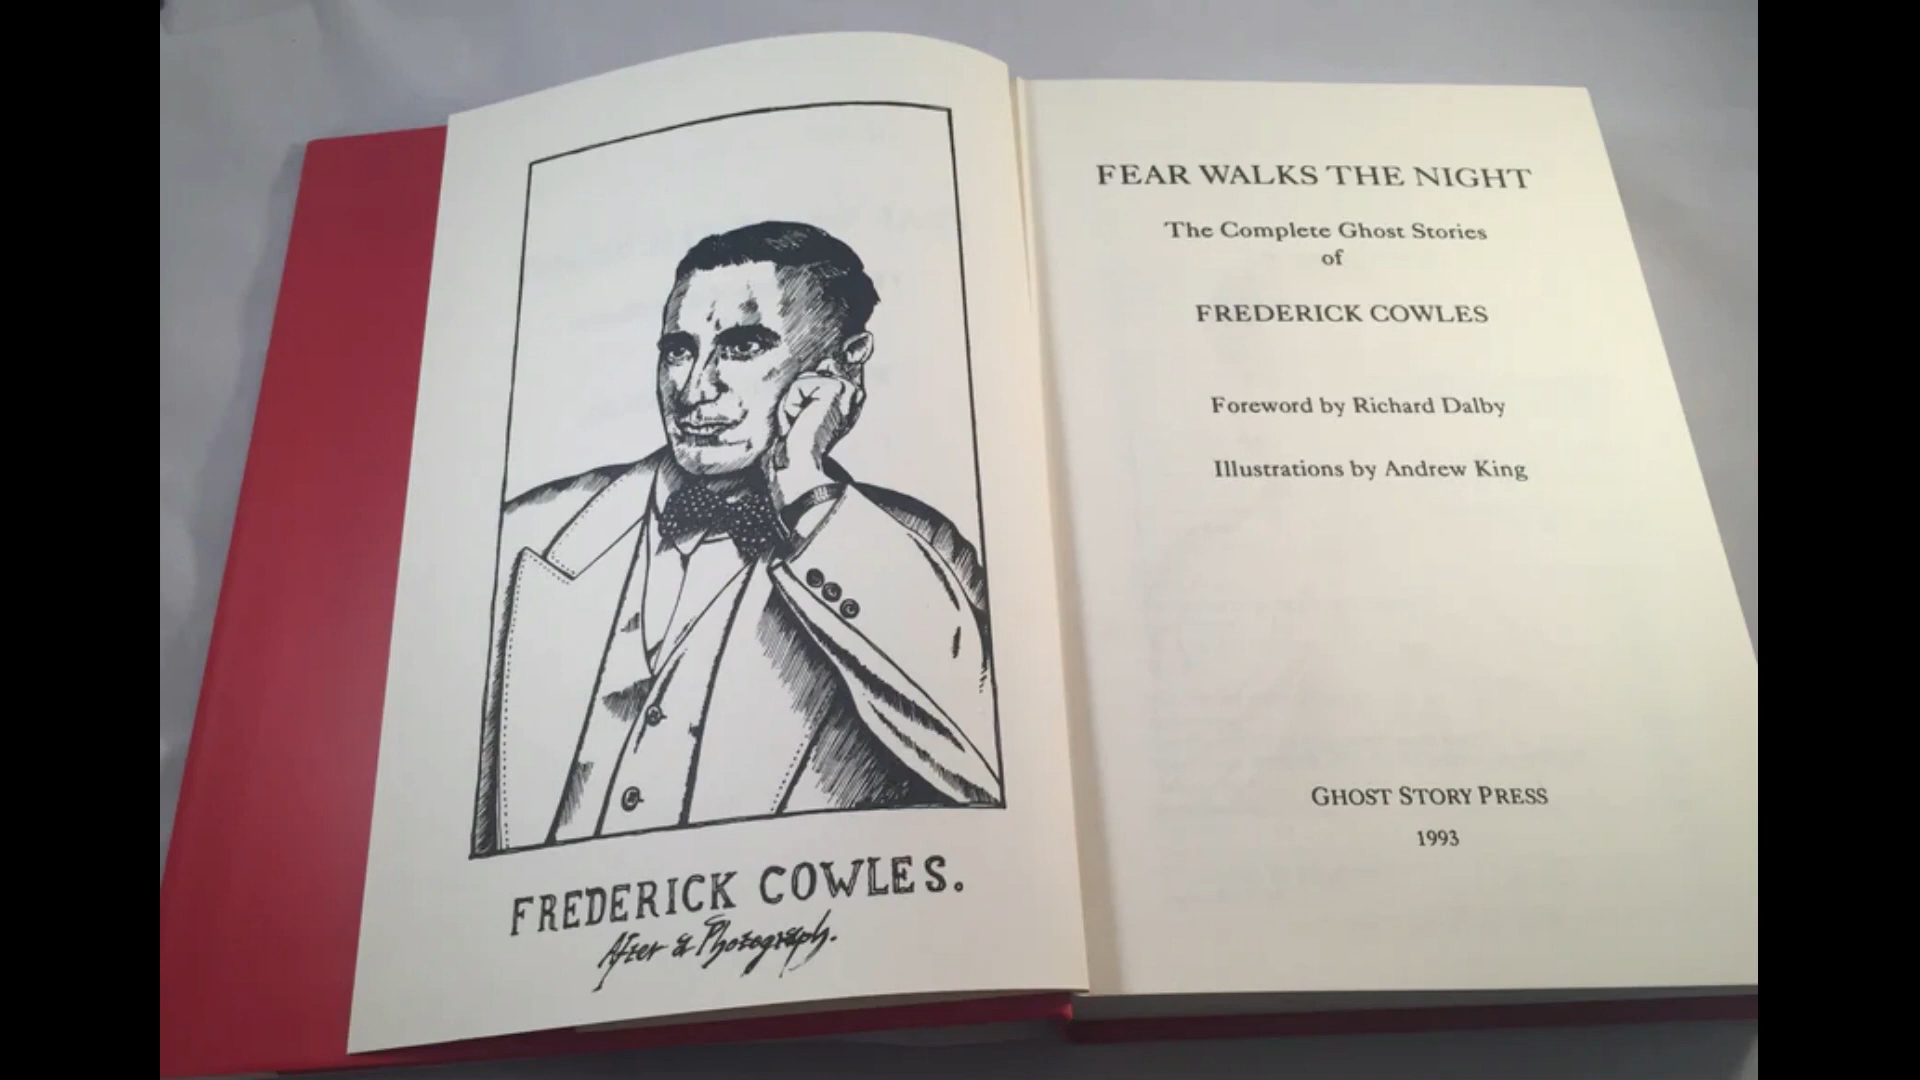 FREDERICK COWLES.
After a Photograph.
FEAR WALKS THE NIGHT
The Complete Ghost Stories
of
FREDERICK COWLES
Foreword by Richard Dalby
Illustrations by Andrew King
GHOST STORY PRESS
1993